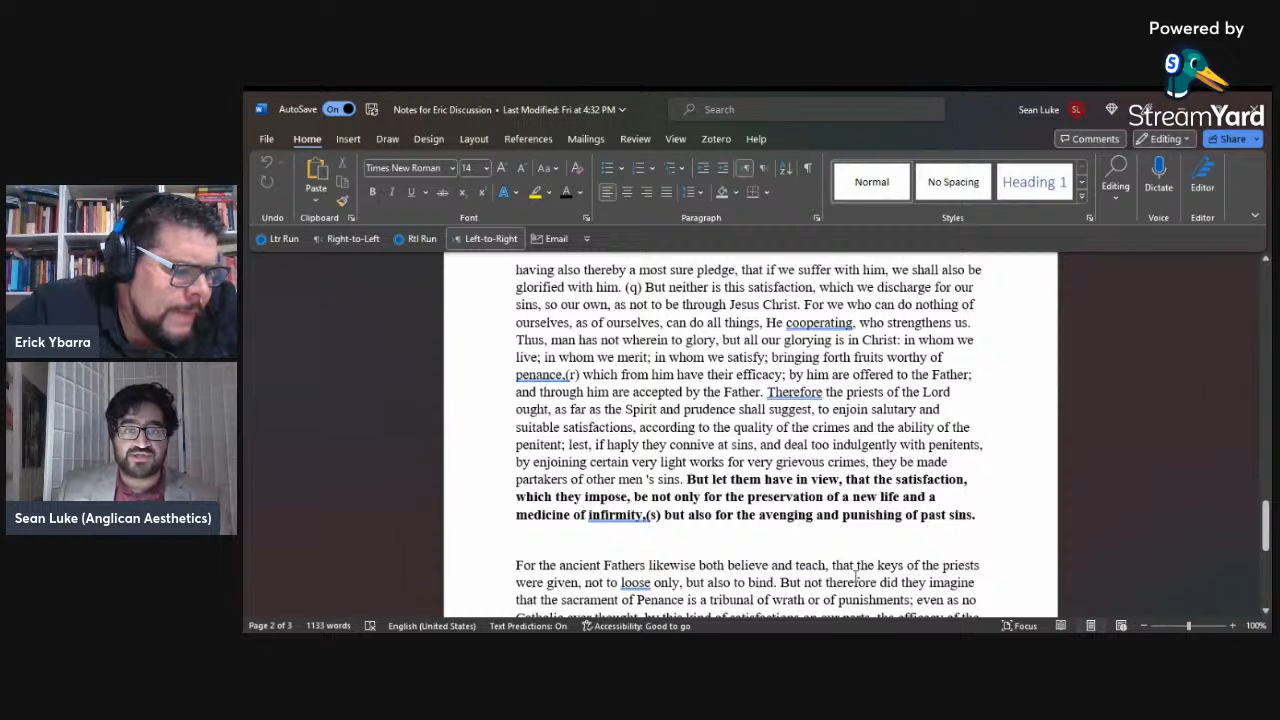 Powered by
StreamYard
AutoSave On Notes for Eric Discussion • Last Modified: Fri at 4:32 PM Search Sean Luke SL
File Home Insert Draw Design Layout References Mailings Review View Zotero Help Comments Editing Share
Times New Roman 14 Aa Normal No Spacing Heading 1
Paste Editing Dictate Editor
Undo Clipboard Font Paragraph Styles Voice Editor
Ltr Run Right-to-Left Rtl Run Left-to-Right Email
having also thereby a most sure pledge, that if we suffer with him, we shall also be
glorified with him. (q) But neither is this satisfaction, which we discharge for our
sins, so our own, as not to be through Jesus Christ. For we who can do nothing of
ourselves, as of ourselves, can do all things, He cooperating, who strengthens us.
Thus, man has not wherein to glory, but all our glorying is in Christ: in whom we
live; in whom we merit; in whom we satisfy; bringing forth fruits worthy of
penance,(r) which from him have their efficacy; by him are offered to the Father;
and through him are accepted by the Father. Therefore the priests of the Lord
ought, as far as the Spirit and prudence shall suggest, to enjoin salutary and
suitable satisfactions, according to the quality of the crimes and the ability of the
penitent; lest, if haply they connive at sins, and deal too indulgently with penitents,
by enjoining certain very light works for very grievous crimes, they be made
partakers of other men 's sins. But let them have in view, that the satisfaction,
which they impose, be not only for the preservation of a new life and a
medicine of infirmity,(s) but also for the avenging and punishing of past sins.
For the ancient Fathers likewise both believe and teach, that the keys of the priests
were given, not to loose only, but also to bind. But not therefore did they imagine
that the sacrament of Penance is a tribunal of wrath or of punishments; even as no
Catholic ever thought, by this kind of satisfactions on our parts, the efficacy of the
Page 2 of 3 1133 words English (United States) Text Predictions: On Accessibility: Good to go Focus 100%
Erick Ybarra
Sean Luke (Anglican Aesthetics)